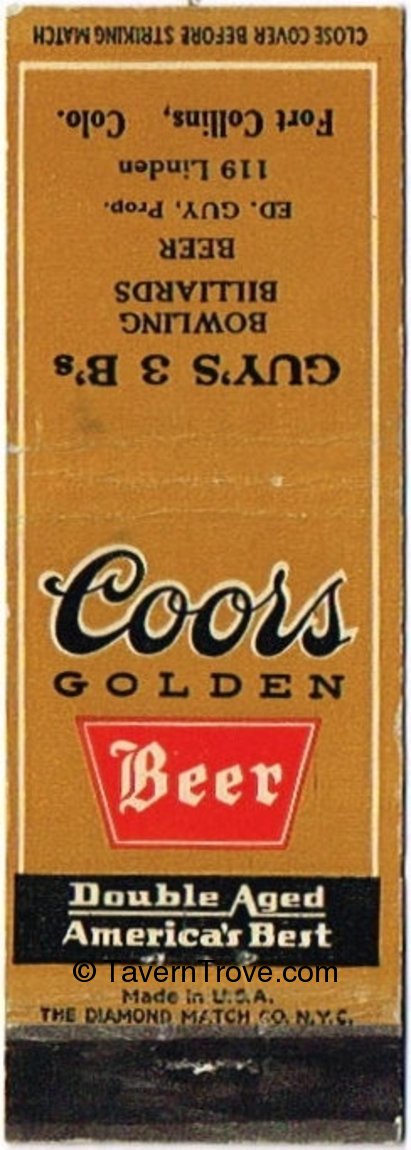 CLOSE COVER BEFORE STRIKING MATCH
GUY'S 3 B's
BOWLING
BILLIARDS
BEER
ED. GUY, Prop.
119 Linden
Fort Collins, Colo.
Coors
GOLDEN
Beer
Double Aged
America's Best
© TavernTrove.com
Made in U.S.A.
THE DIAMOND MATCH CO. N.Y.C.